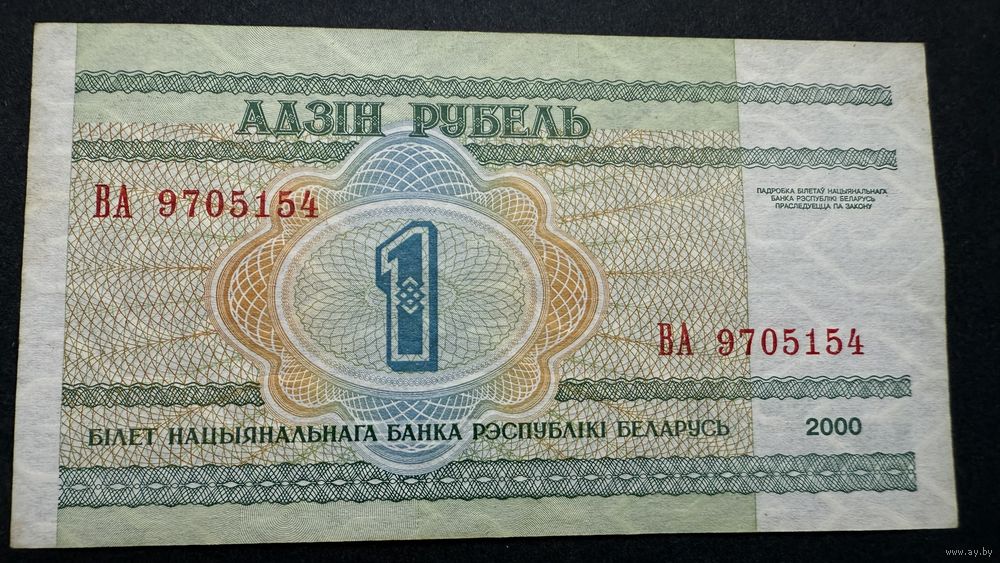 АДЗІН РУБЕЛЬ
ВА 9705154
ПАДРОБКА БІЛЕТАЎ НАЦЫЯНАЛЬНАГА
БАНКА РЭСПУБЛІКІ БЕЛАРУСЬ
ПРАСЛЕДУЕЦЦА ПА ЗАКОНУ
1
ВА 9705154
БІЛЕТ НАЦЫЯНАЛЬНАГА БАНКА РЭСПУБЛІКІ БЕЛАРУСЬ
2000
www.ay.by